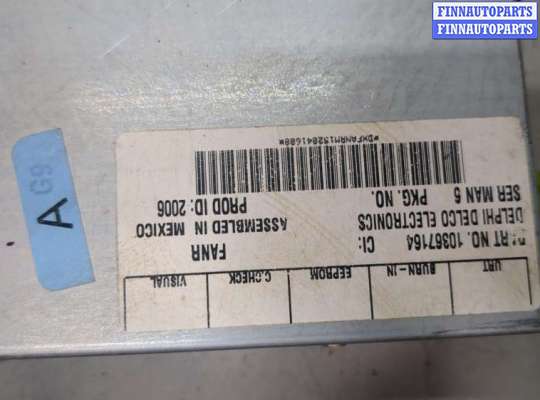 FINNAUTOPARTS
FINNAUTOPARTS
A G9
URT BURN-IN EEPROM C.CHECK VISUAL
PART NO. 10367164 CI: FANR
DELPHI DELCO ELECTRONICS ASSEMBLED IN MEXICO
SER MAN 5 PKG. NO. PROD ID: 2006